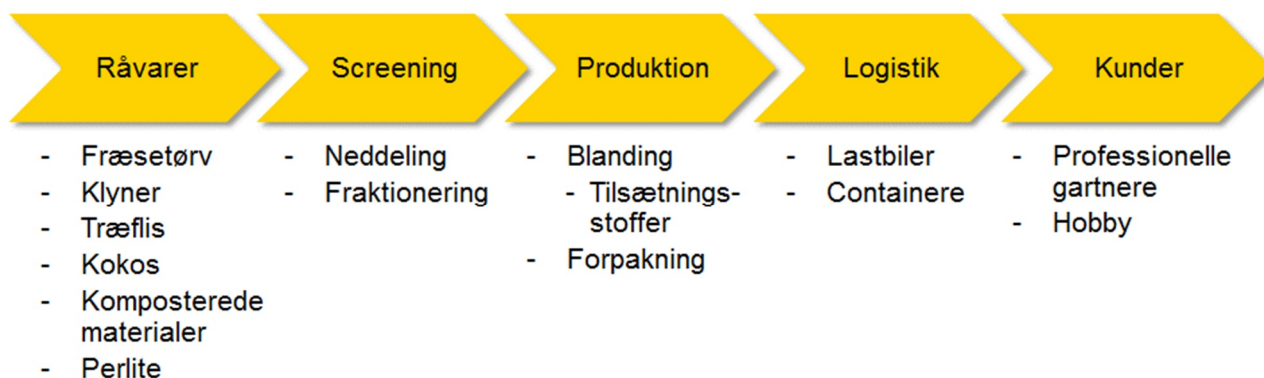 Råvarer
Screening
Produktion
Logistik
Kunder
- Fræsetørv
- Klyner
- Træflis
- Kokos
- Komposterede
materialer
- Perlite
- Neddeling
- Fraktionering
- Blanding
- Tilsætnings-
stoffer
- Forpakning
- Lastbiler
- Containere
- Professionelle
gartnere
- Hobby